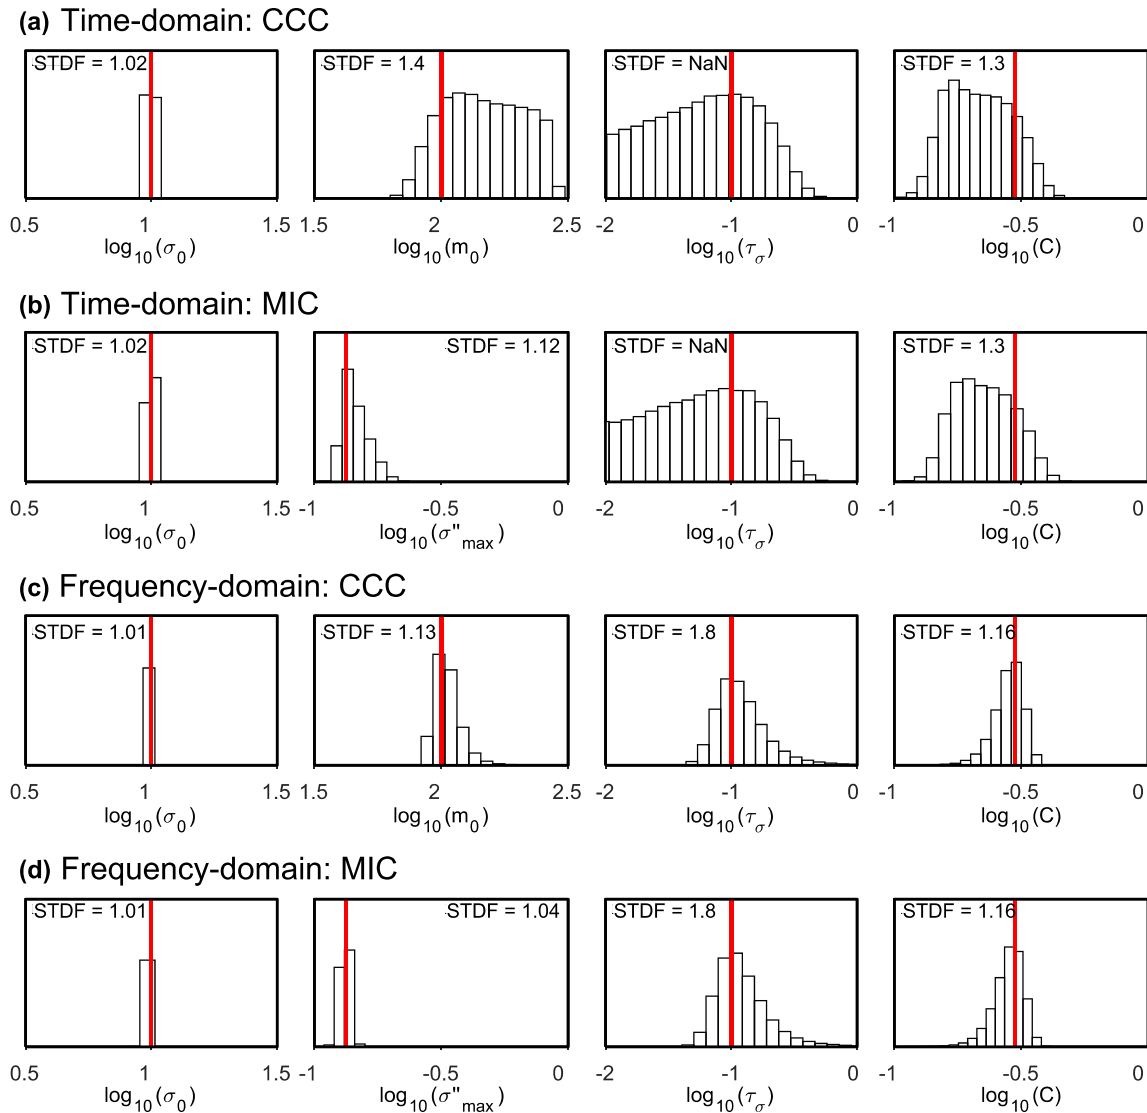 (a) Time-domain: CCC
STDF = 1.02 STDF = 1.4 STDF = NaN STDF = 1.3
0.5 1 1.5 1.5 2 2.5 -2 -1 0 -1 -0.5 0
log10(σ0) log10(m0) log10(τσ) log10(C)
(b) Time-domain: MIC
STDF = 1.02 STDF = 1.12 STDF = NaN STDF = 1.3
0.5 1 1.5 -1 -0.5 0 -2 -1 0 -1 -0.5 0
log10(σ0) log10(σ"max) log10(τσ) log10(C)
(c) Frequency-domain: CCC
STDF = 1.01 STDF = 1.13 STDF = 1.8 STDF = 1.16
0.5 1 1.5 1.5 2 2.5 -2 -1 0 -1 -0.5 0
log10(σ0) log10(m0) log10(τσ) log10(C)
(d) Frequency-domain: MIC
STDF = 1.01 STDF = 1.04 STDF = 1.8 STDF = 1.16
0.5 1 1.5 -1 -0.5 0 -2 -1 0 -1 -0.5 0
log10(σ0) log10(σ"max) log10(τσ) log10(C)